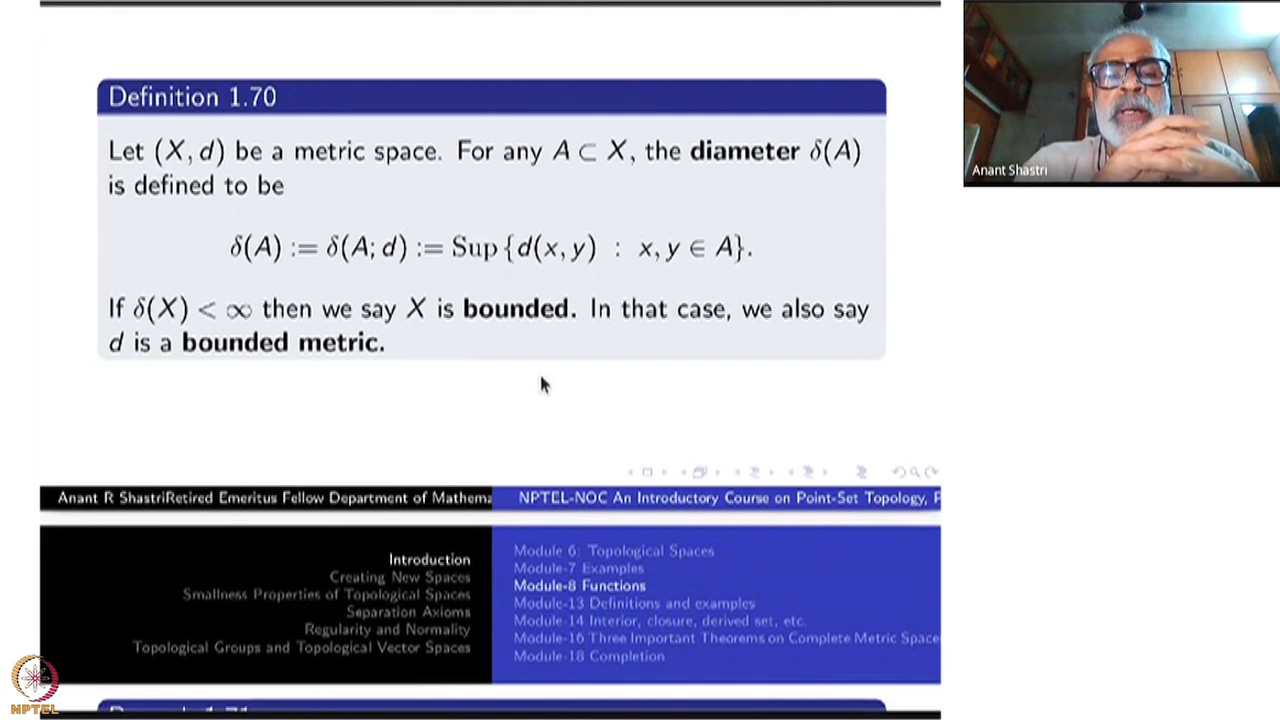 Definition 1.70
Let (X, d) be a metric space. For any A ⊂ X, the diameter δ(A)
is defined to be
δ(A) := δ(A; d) := Sup {d(x, y) : x, y ∈ A}.
If δ(X) < ∞ then we say X is bounded. In that case, we also say
d is a bounded metric.
Anant Shastri
Anant R ShastriRetired Emeritus Fellow Department of Mathema
NPTEL-NOC An Introductory Course on Point-Set Topology, P
Introduction
Creating New Spaces
Smallness Properties of Topological Spaces
Separation Axioms
Regularity and Normality
Topological Groups and Topological Vector Spaces
Module 6: Topological Spaces
Module-7 Examples
Module-8 Functions
Module-13 Definitions and examples
Module-14 Interior, closure, derived set, etc.
Module-16 Three Important Theorems on Complete Metric Space
Module-18 Completion
NPTEL